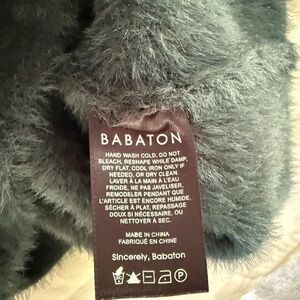 BABATON
HAND WASH COLD, DO NOT
BLEACH, RESHAPE WHILE DAMP,
DRY FLAT, COOL IRON ONLY IF
NEEDED, OR DRY CLEAN.
LAVER À LA MAIN À L'EAU
FROIDE, NE PAS JAVELISER.
REMODELER PENDANT QUE
L'ARTICLE EST ENCORE HUMIDE,
SÉCHER À PLAT, REPASSAGE
DOUX SI NÉCESSAIRE, OU
NETTOYER À SEC.
MADE IN CHINA
FABRIQUÉ EN CHINE
Sincerely, Babaton